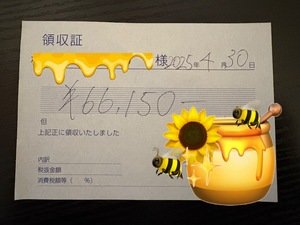 領収証
様 2025年4月30日
¥66,150-
但
上記正に領収いたしました
内訳
税抜金額
消費税額等( %)